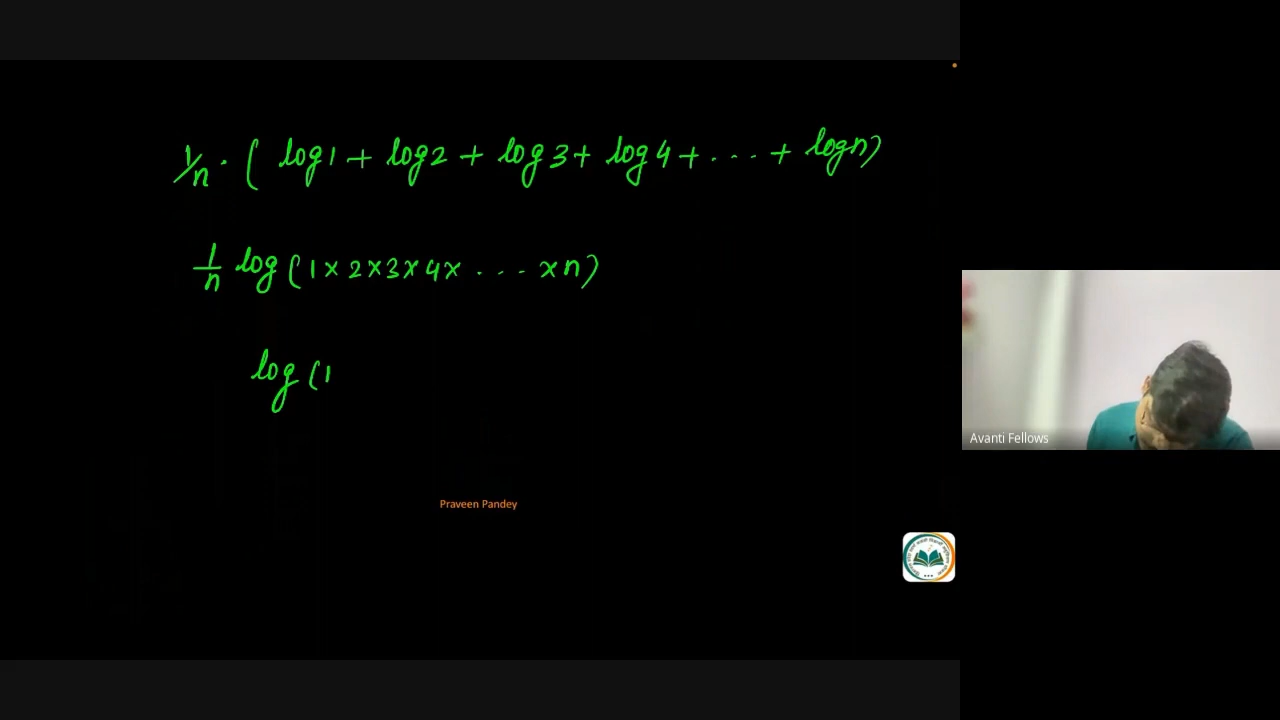 1/n · ( log1 + log2 + log3 + log4 + . . . + logn)
1/n log (1 × 2 × 3 × 4 × . . . × n)
log (1
Avanti Fellows
Praveen Pandey